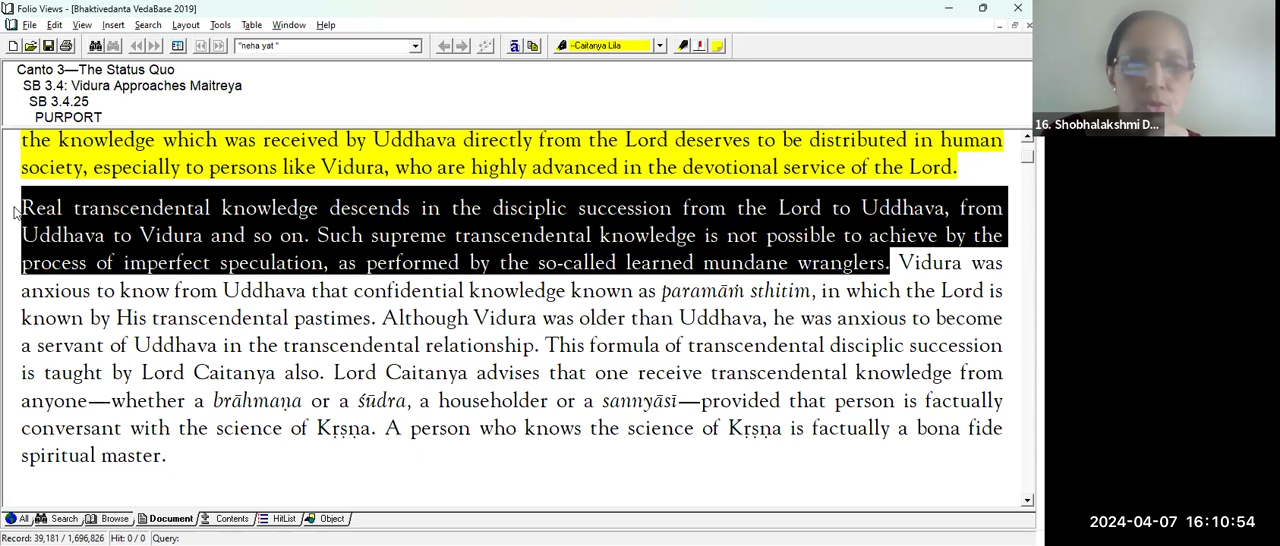 Folio Views - [Bhaktivedanta VedaBase 2019]
File Edit View Insert Search Layout Tools Table Window Help
"neha yat "
--Caitanya Lila
Canto 3—The Status Quo
SB 3.4: Vidura Approaches Maitreya
SB 3.4.25
PURPORT
the knowledge which was received by Uddhava directly from the Lord deserves to be distributed in human
society, especially to persons like Vidura, who are highly advanced in the devotional service of the Lord.
Real transcendental knowledge descends in the disciplic succession from the Lord to Uddhava, from
Uddhava to Vidura and so on. Such supreme transcendental knowledge is not possible to achieve by the
process of imperfect speculation, as performed by the so-called learned mundane wranglers. Vidura was
anxious to know from Uddhava that confidential knowledge known as paramāṁ sthitim, in which the Lord is
known by His transcendental pastimes. Although Vidura was older than Uddhava, he was anxious to become
a servant of Uddhava in the transcendental relationship. This formula of transcendental disciplic succession
is taught by Lord Caitanya also. Lord Caitanya advises that one receive transcendental knowledge from
anyone—whether a brāhmaṇa or a śūdra, a householder or a sannyāsī—provided that person is factually
conversant with the science of Kṛṣṇa. A person who knows the science of Kṛṣṇa is factually a bona fide
spiritual master.
All Search Browse Document Contents HitList Object
Record: 39,181 / 1,696,826 Hit: 0 / 0 Query:
16. Shobhalakshmi D...
2024-04-07 16:10:54